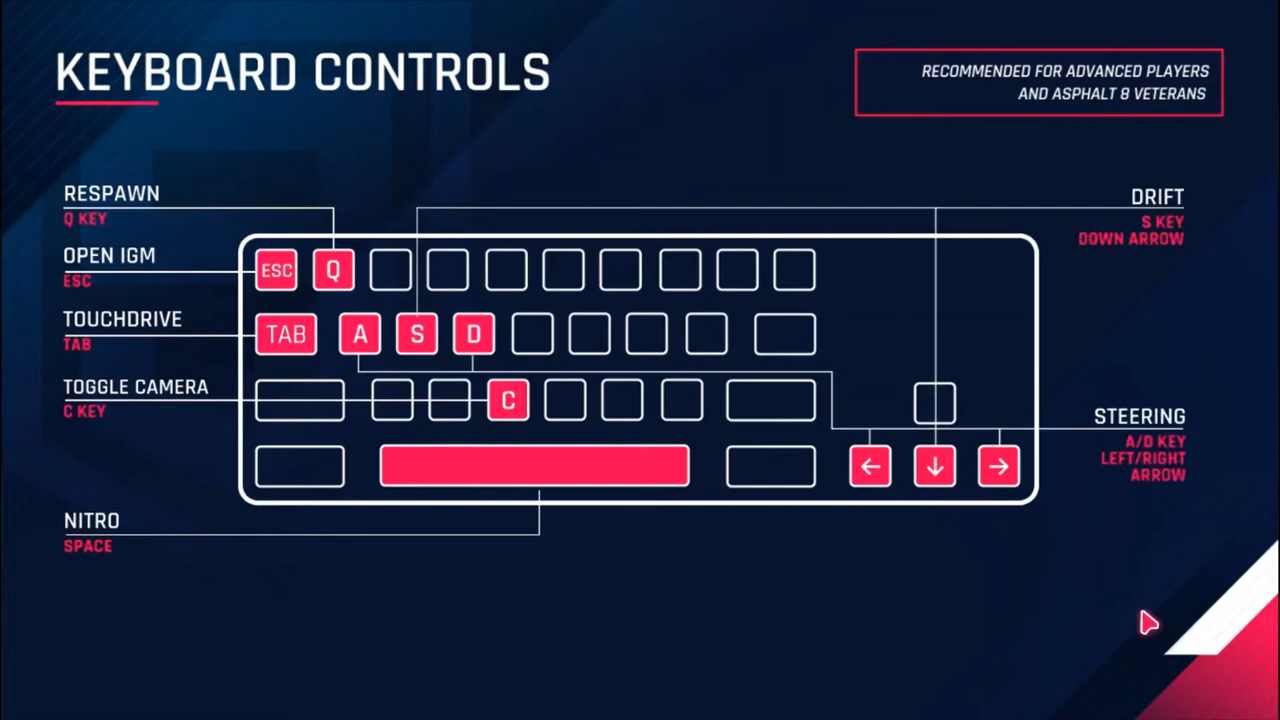 KEYBOARD CONTROLS
RECOMMENDED FOR ADVANCED PLAYERS
AND ASPHALT 8 VETERANS
RESPAWN
Q KEY
OPEN IGM
ESC
TOUCHDRIVE
TAB
TOGGLE CAMERA
C KEY
NITRO
SPACE
ESC Q
TAB A S D
C
← ↓ →
DRIFT
S KEY
DOWN ARROW
STEERING
A/D KEY
LEFT/RIGHT
ARROW